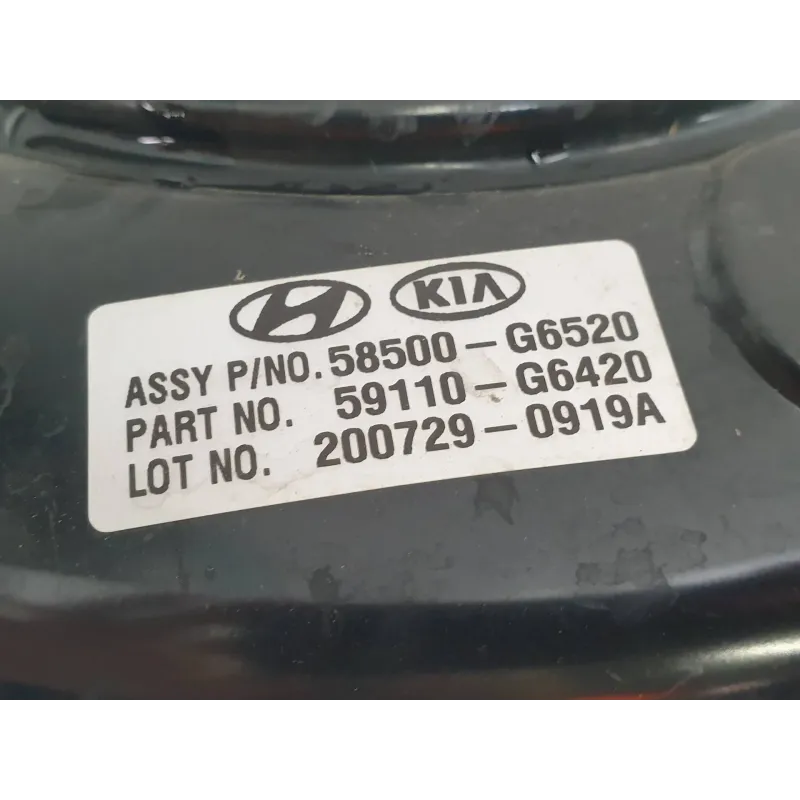 KIA
ASSY P/NO. 58500-G6520
PART NO. 59110-G6420
LOT NO. 200729-0919A